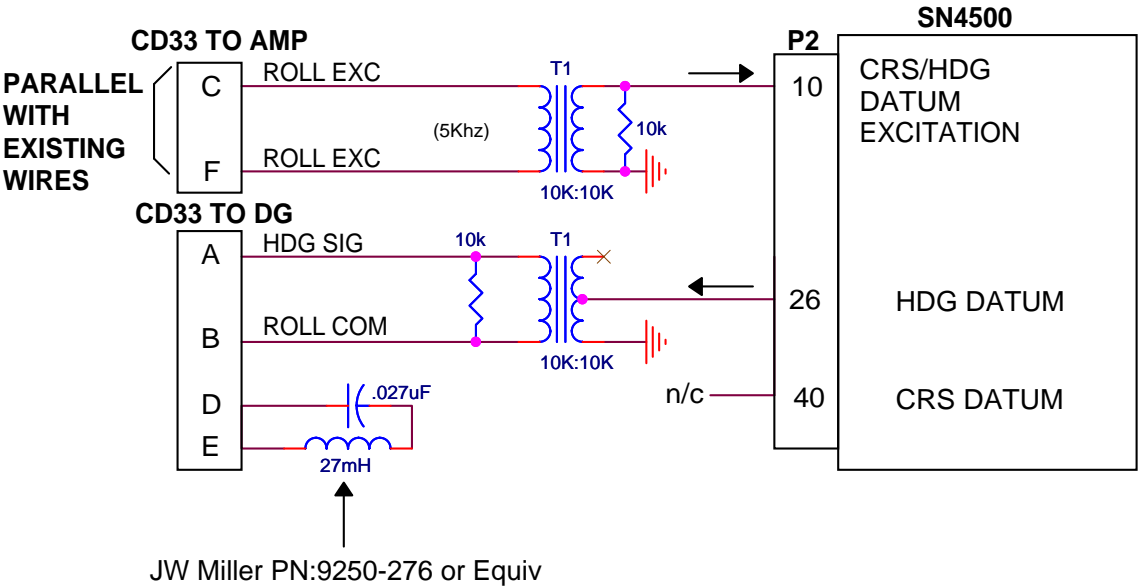 SN4500
CD33 TO AMP
P2
PARALLEL
WITH
EXISTING
WIRES
C
ROLL EXC
T1
10
CRS/HDG
DATUM
EXCITATION
(5Khz)
10k
F
ROLL EXC
10K:10K
CD33 TO DG
A
HDG SIG
10k
T1
26
HDG DATUM
B
ROLL COM
10K:10K
D
.027uF
n/c
40
CRS DATUM
E
27mH
JW Miller PN:9250-276 or Equiv